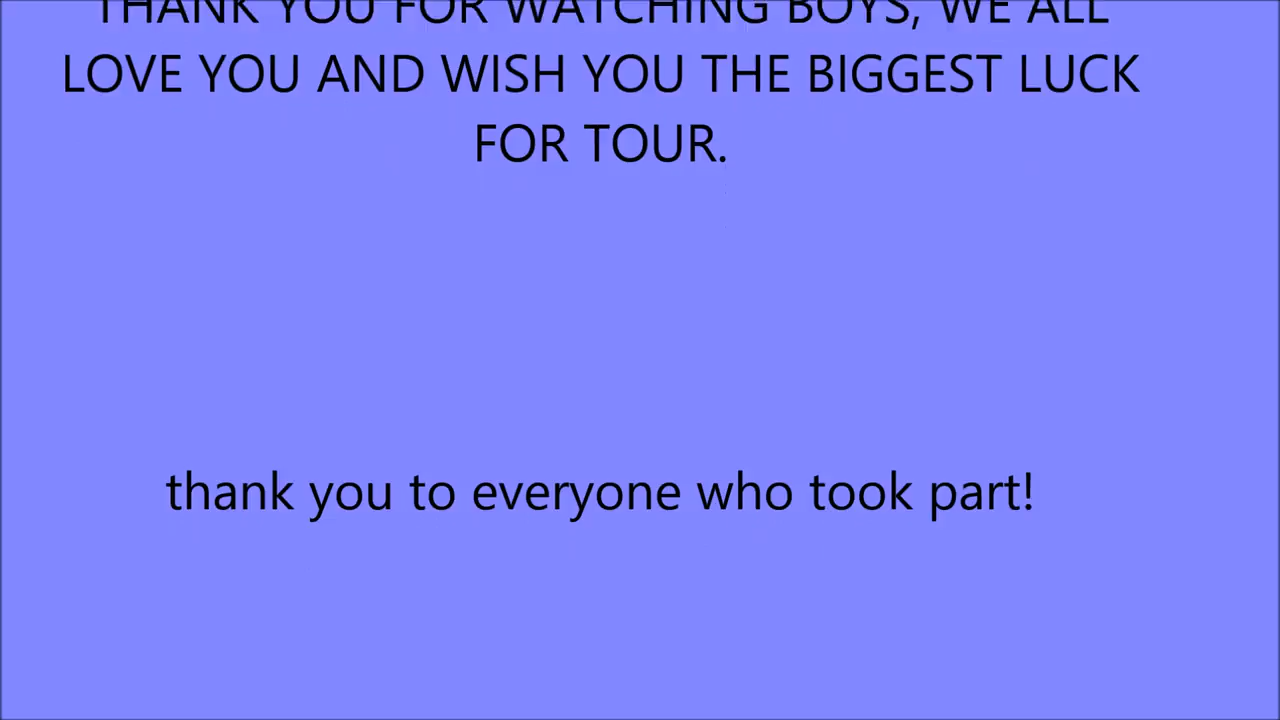 THANK YOU FOR WATCHING BOYS, WE ALL
LOVE YOU AND WISH YOU THE BIGGEST LUCK
FOR TOUR.
thank you to everyone who took part!